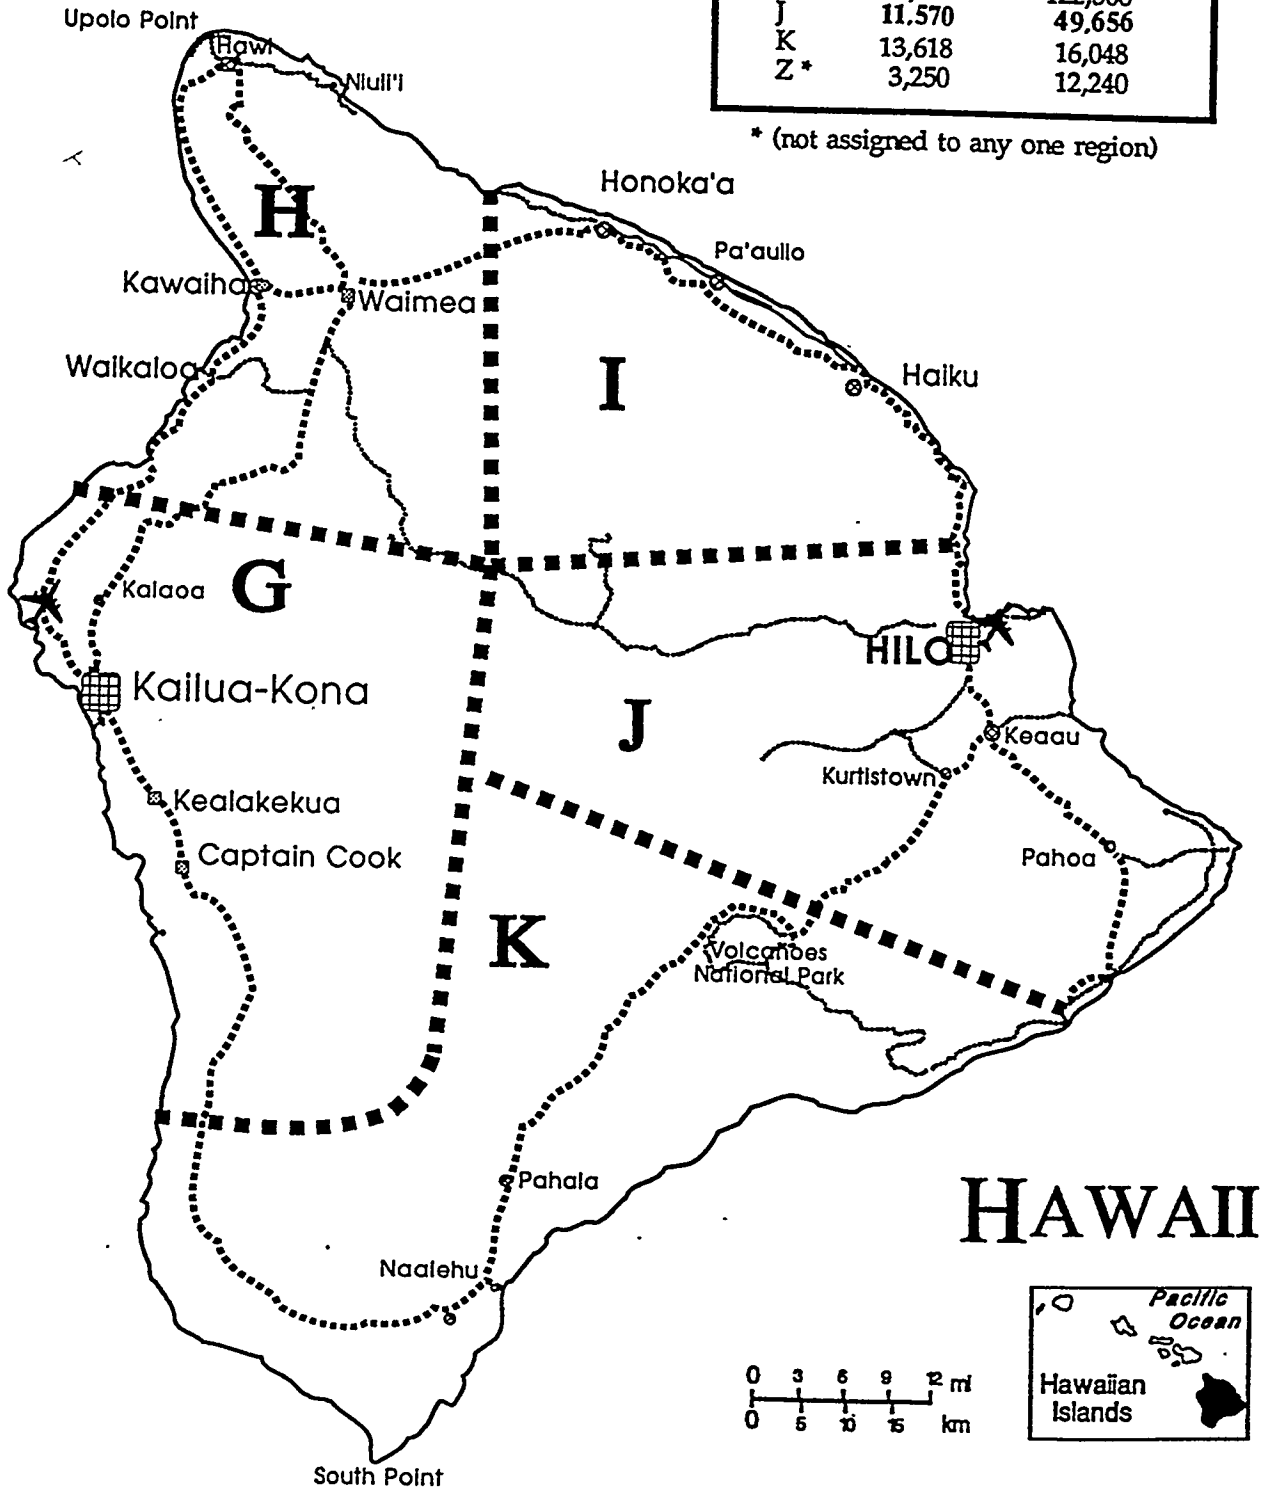 J 11,570 49,656
K 13,618 16,048
Z * 3,250 12,240
* (not assigned to any one region)
Upolo Point
Hawi
Niuli'i
Honoka'a
H
Pa'auilo
Kawaiha
Waimea
Waikaloa
I
Haiku
G
Kalaoa
HILO
Kailua-Kona
J
Keaau
Kurtistown
Kealakekua
Captain Cook
Pahoa
K
Volcanoes
National Park
Pahala
HAWAII
Naalehu
Pacific
Ocean
Hawaiian
Islands
0 3 6 9 12 mi
0 5 10 15 km
South Point